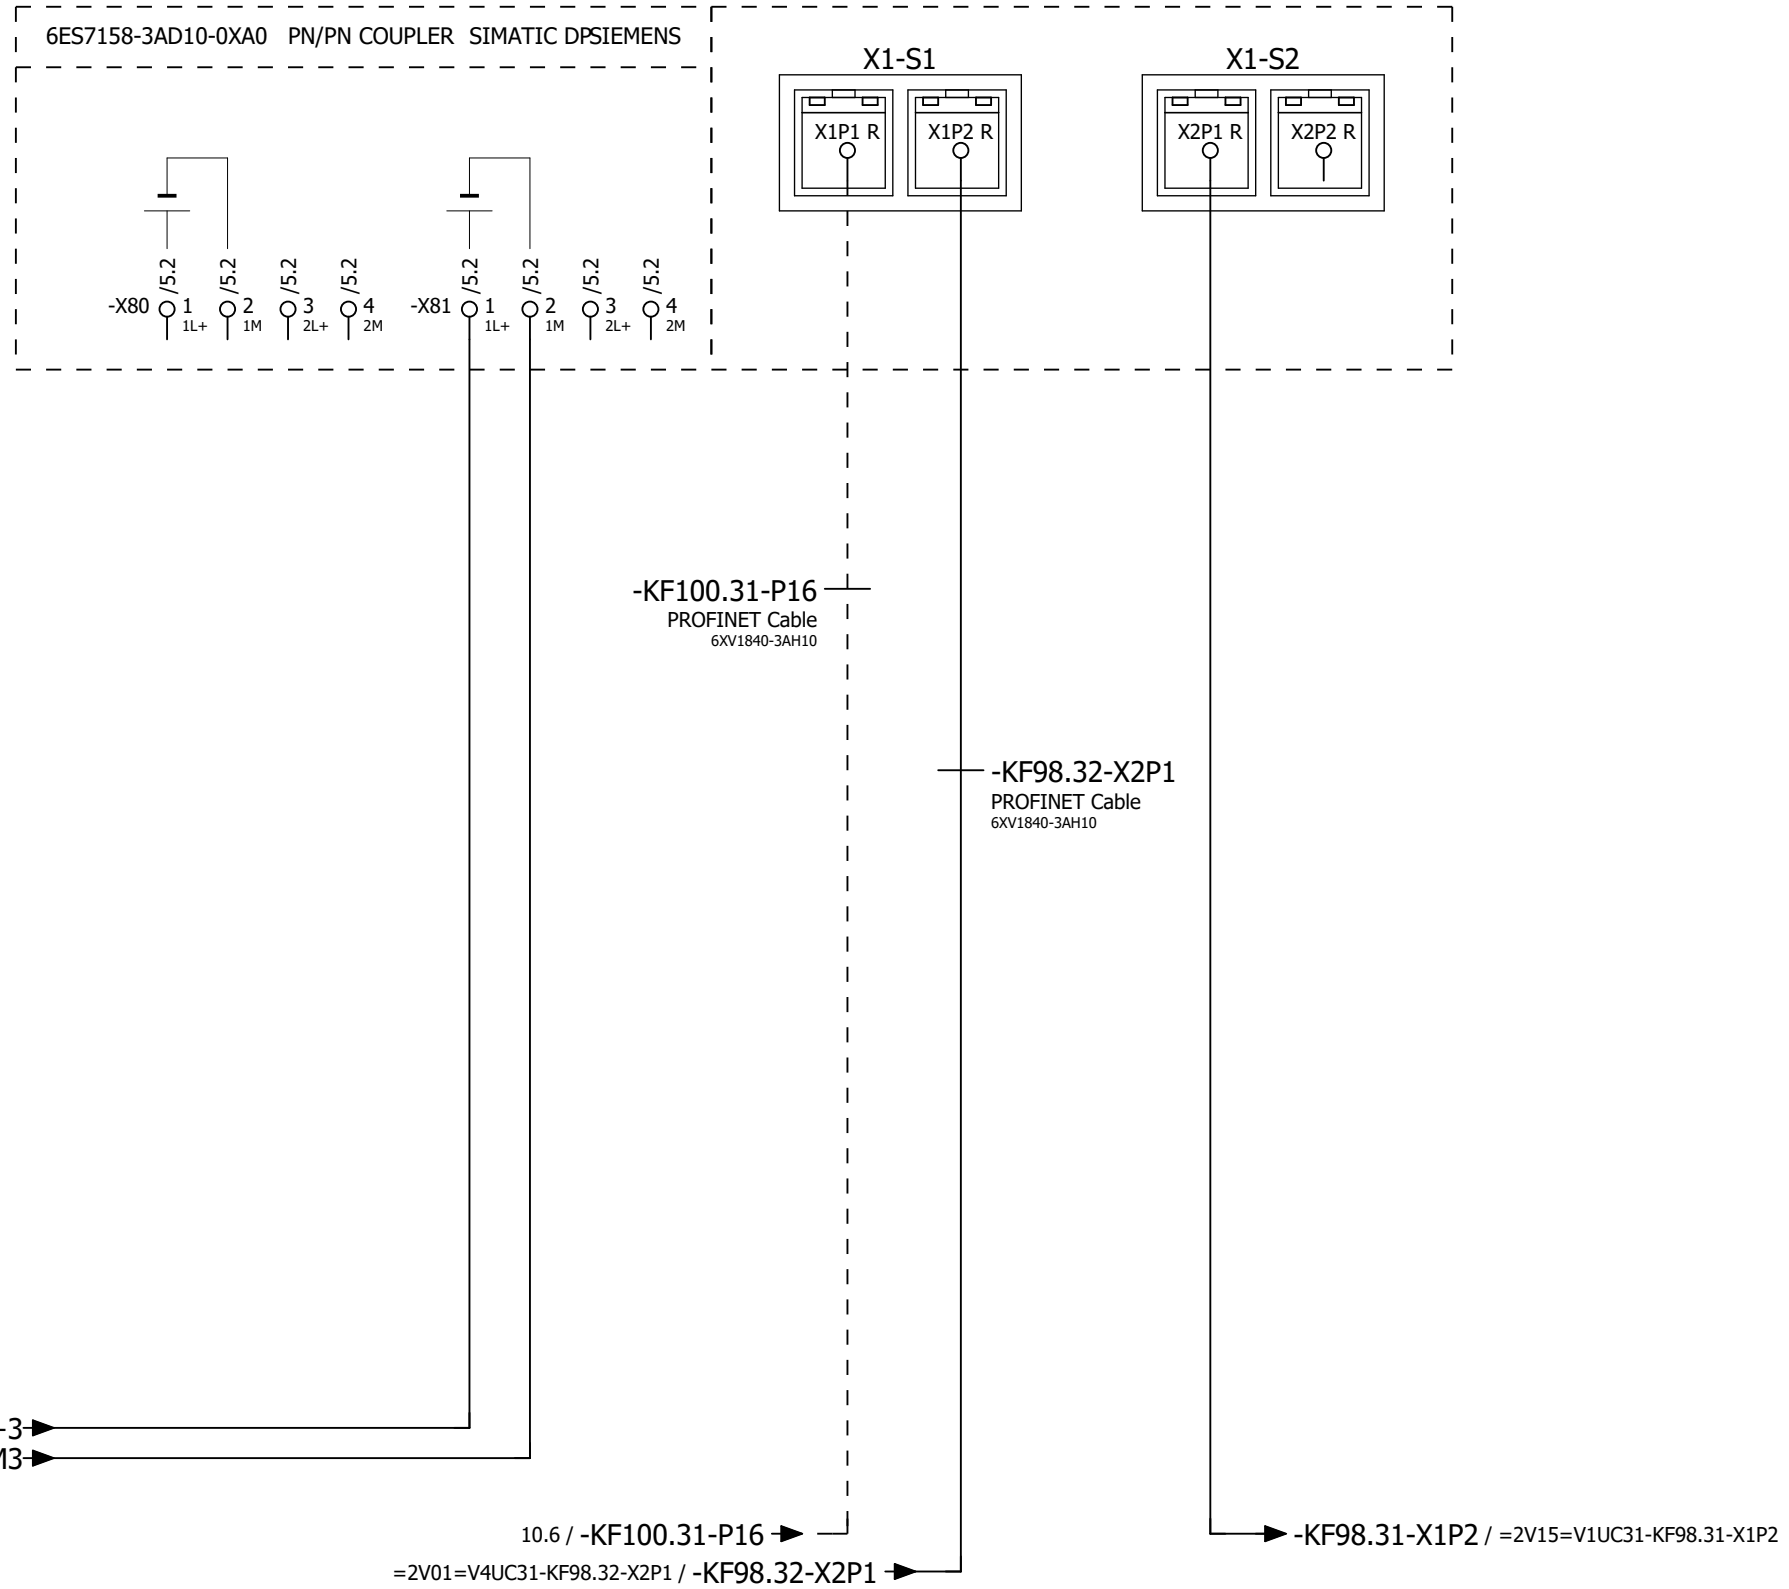 6ES7158-3AD10-0XA0 PN/PN COUPLER SIMATIC DPSIEMENS
X1-S1
X1-S2
X1P1 R
X1P2 R
X2P1 R
X2P2 R
/5.2
/5.2
/5.2
/5.2
/5.2
/5.2
/5.2
/5.2
-X80 1 2 3 4
1L+ 1M 2L+ 2M
-X81 1 2 3 4
1L+ 1M 2L+ 2M
-KF100.31-P16
PROFINET Cable
6XV1840-3AH10
-KF98.32-X2P1
PROFINET Cable
6XV1840-3AH10
-3
M3
10.6 / -KF100.31-P16
-KF98.31-X1P2 / =2V15=V1UC31-KF98.31-X1P2
=2V01=V4UC31-KF98.32-X2P1 / -KF98.32-X2P1